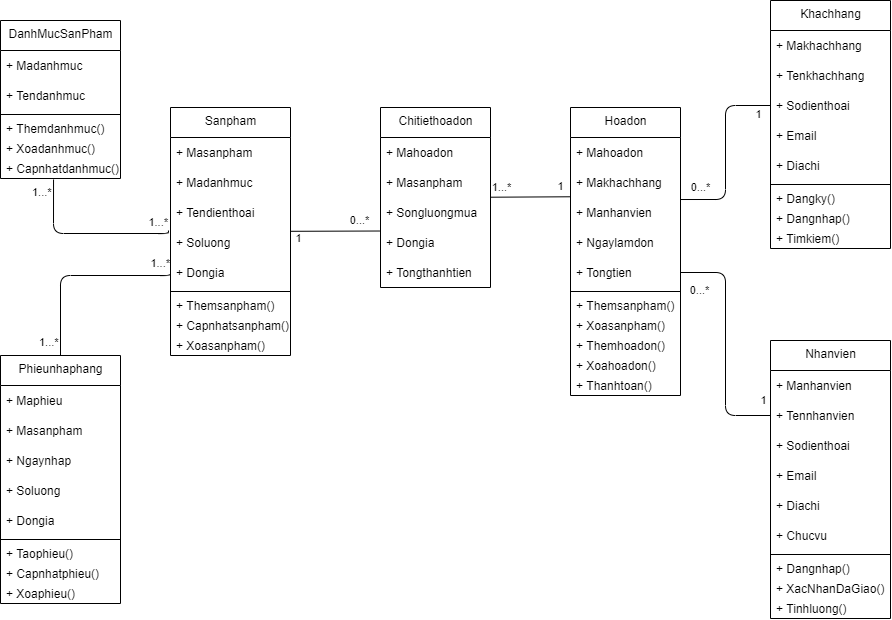 DanhMucSanPham
+ Madanhmuc
+ Tendanhmuc
+ Themdanhmuc()
+ Xoadanhmuc()
+ Capnhatdanhmuc()
1...*
1...*
Sanpham
+ Masanpham
+ Madanhmuc
+ Tendienthoai
+ Soluong
+ Dongia
+ Themsanpham()
+ Capnhatsanpham()
+ Xoasanpham()
1...*
1...*
Phieunhaphang
+ Maphieu
+ Masanpham
+ Ngaynhap
+ Soluong
+ Dongia
+ Taophieu()
+ Capnhatphieu()
+ Xoaphieu()
1
0...*
Chitiethoadon
+ Mahoadon
+ Masanpham
+ Songluongmua
+ Dongia
+ Tongthanhtien
1...*
1
Hoadon
+ Mahoadon
+ Makhachhang
+ Manhanvien
+ Ngaylamdon
+ Tongtien
+ Themsanpham()
+ Xoasanpham()
+ Themhoadon()
+ Xoahoadon()
+ Thanhtoan()
0...*
1
Khachhang
+ Makhachhang
+ Tenkhachhang
+ Sodienthoai
+ Email
+ Diachi
+ Dangky()
+ Dangnhap()
+ Timkiem()
0...*
1
Nhanvien
+ Manhanvien
+ Tennhanvien
+ Sodienthoai
+ Email
+ Diachi
+ Chucvu
+ Dangnhap()
+ XacNhanDaGiao()
+ Tinhluong()